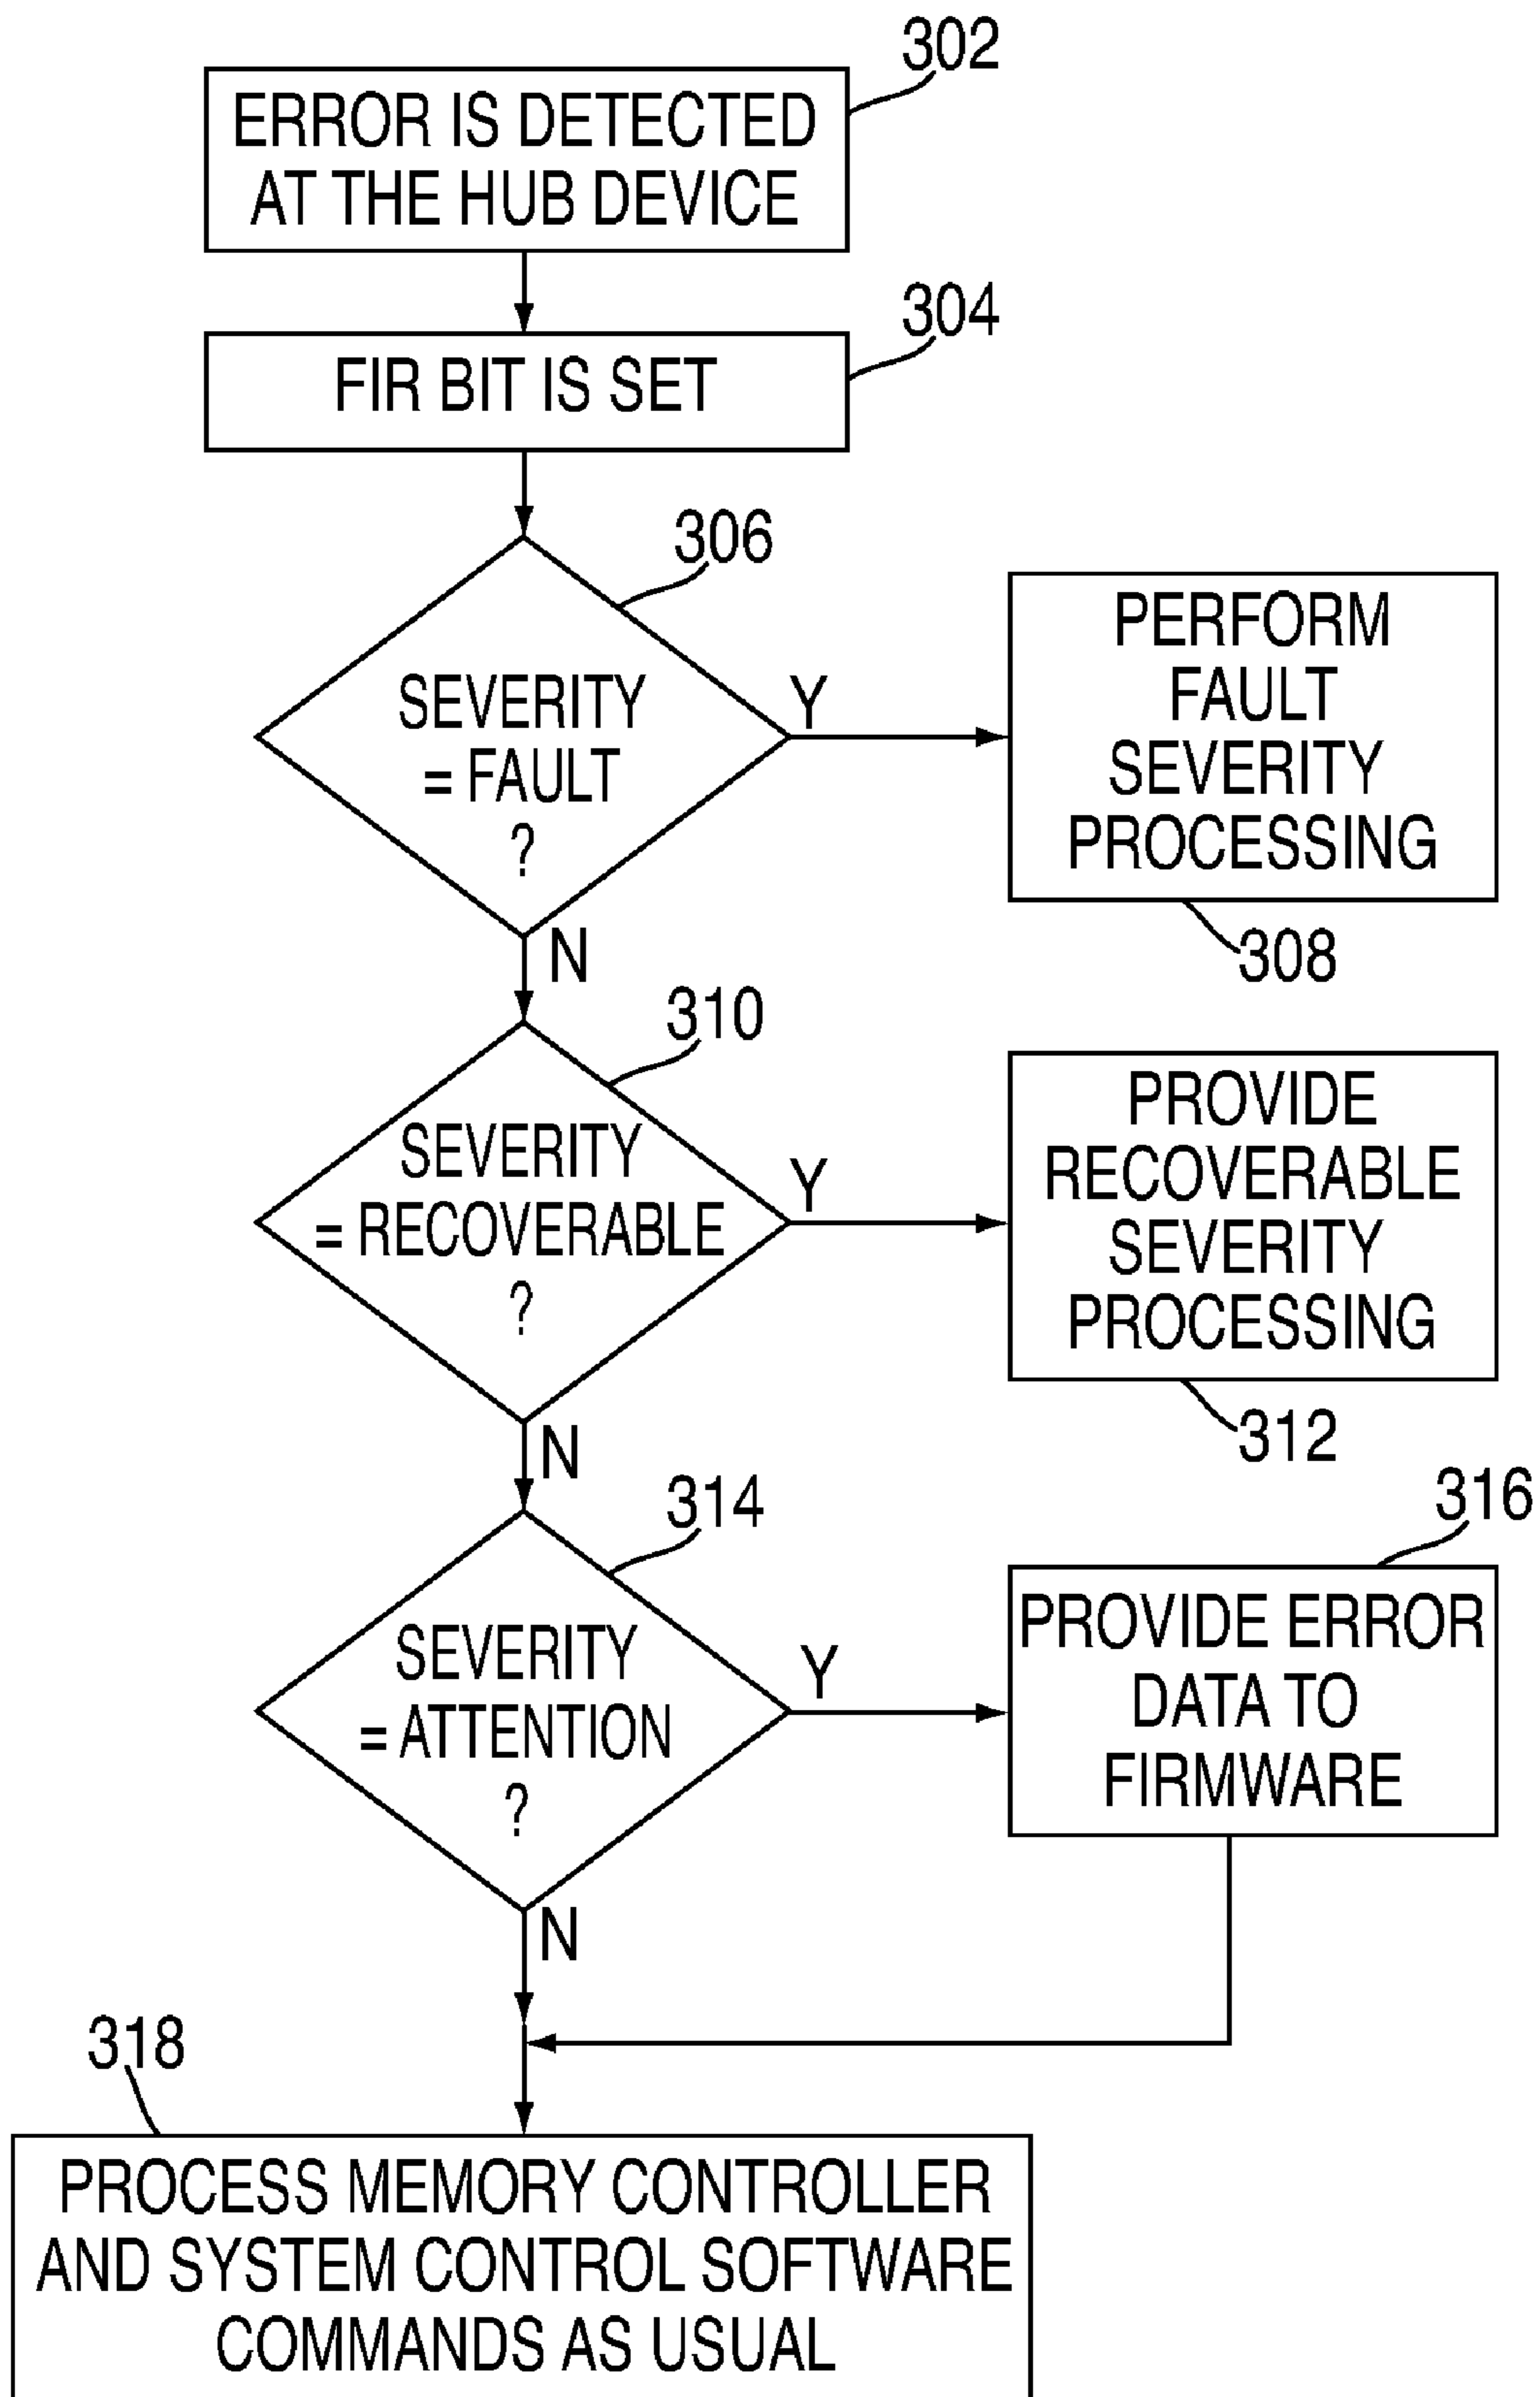 302
ERROR IS DETECTED
AT THE HUB DEVICE
304
FIR BIT IS SET
306
SEVERITY
= FAULT
?
Y
PERFORM
FAULT
SEVERITY
PROCESSING
308
N
310
SEVERITY
= RECOVERABLE
?
Y
PROVIDE
RECOVERABLE
SEVERITY
PROCESSING
312
N
314
SEVERITY
= ATTENTION
?
Y
316
PROVIDE ERROR
DATA TO
FIRMWARE
N
318
PROCESS MEMORY CONTROLLER
AND SYSTEM CONTROL SOFTWARE
COMMANDS AS USUAL